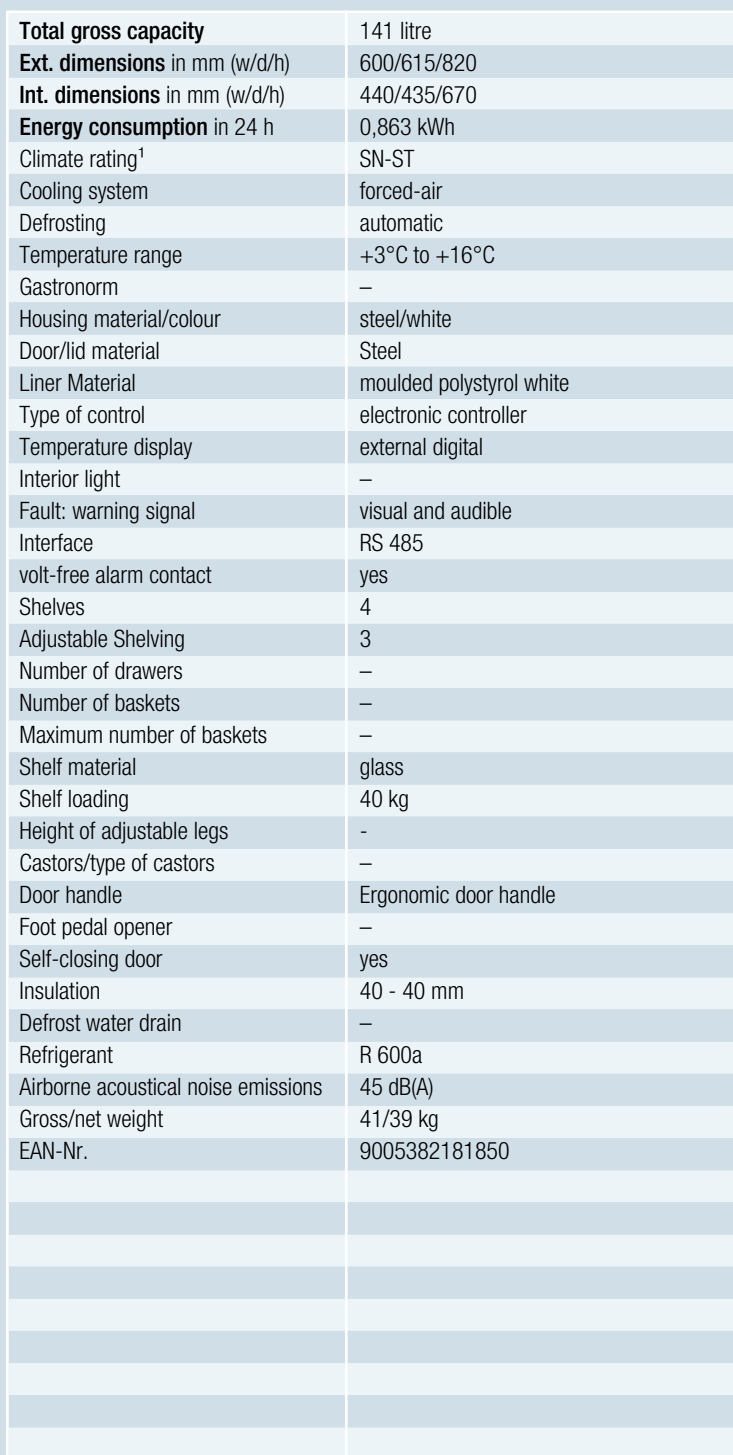 Total gross capacity 141 litre
Ext. dimensions in mm (w/d/h) 600/615/820
Int. dimensions in mm (w/d/h) 440/435/670
Energy consumption in 24 h 0,863 kWh
Climate rating¹ SN-ST
Cooling system forced-air
Defrosting automatic
Temperature range +3°C to +16°C
Gastronorm –
Housing material/colour steel/white
Door/lid material Steel
Liner Material moulded polystyrol white
Type of control electronic controller
Temperature display external digital
Interior light –
Fault: warning signal visual and audible
Interface RS 485
volt-free alarm contact yes
Shelves 4
Adjustable Shelving 3
Number of drawers –
Number of baskets –
Maximum number of baskets –
Shelf material glass
Shelf loading 40 kg
Height of adjustable legs -
Castors/type of castors –
Door handle Ergonomic door handle
Foot pedal opener –
Self-closing door yes
Insulation 40 - 40 mm
Defrost water drain –
Refrigerant R 600a
Airborne acoustical noise emissions 45 dB(A)
Gross/net weight 41/39 kg
EAN-Nr. 9005382181850